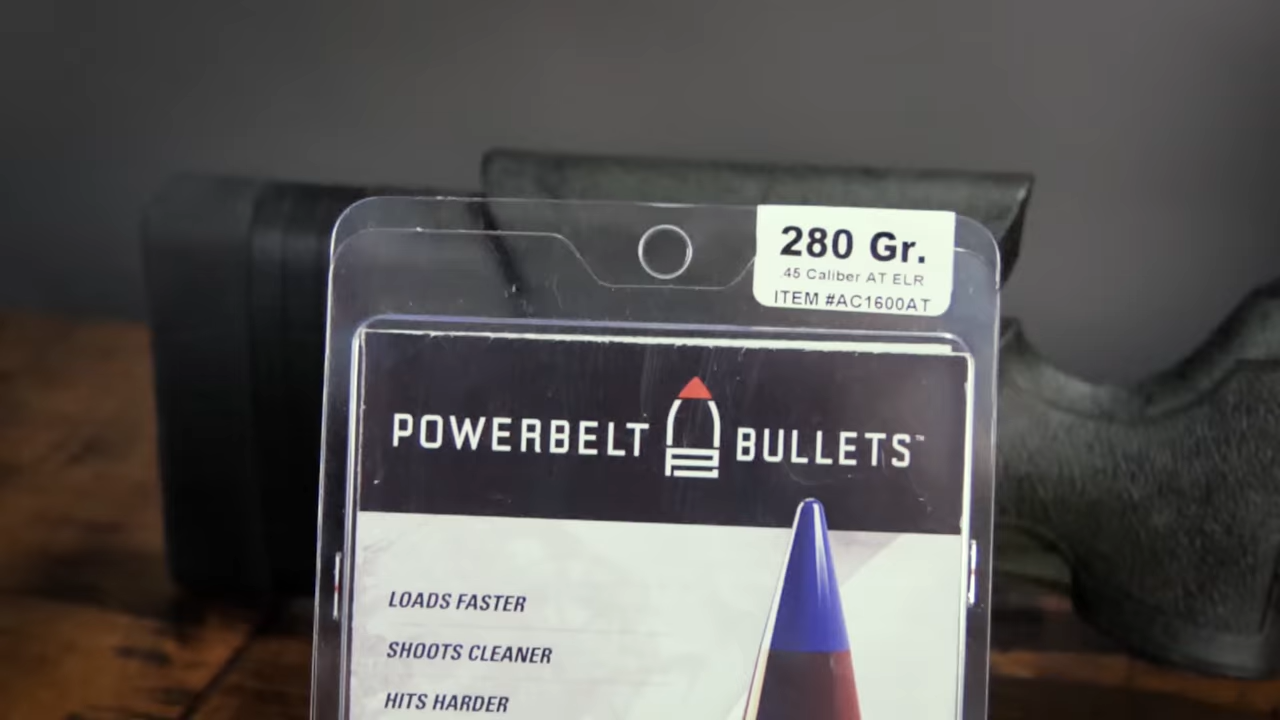 280 Gr.
.45 Caliber AT ELR
ITEM #AC1600AT
POWERBELT BULLETS™
LOADS FASTER
SHOOTS CLEANER
HITS HARDER